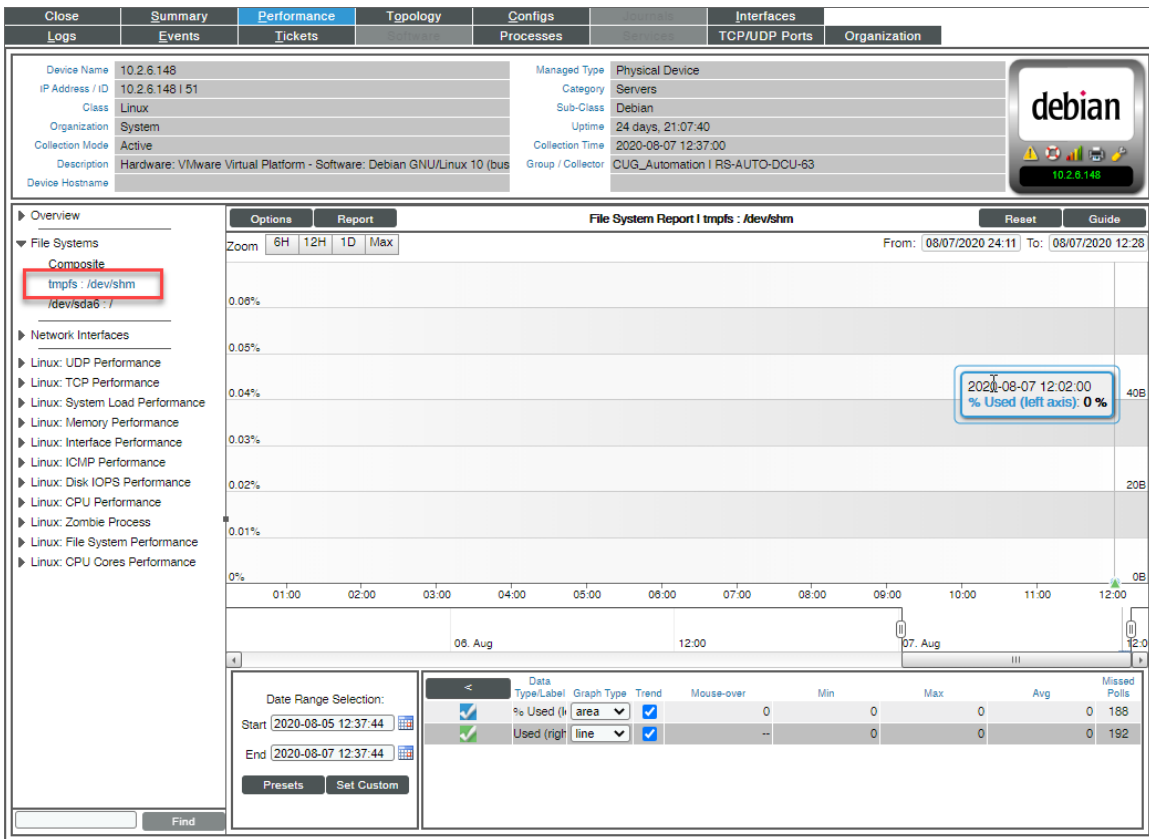 Close Summary Performance Topology Configs Journals Interfaces
Logs Events Tickets Software Processes Services TCP/UDP Ports Organization
Device Name 10.2.6.148 Managed Type Physical Device
IP Address / ID 10.2.6.148 | 51 Category Servers
Class Linux Sub-Class Debian
Organization System Uptime 24 days, 21:07:40
Collection Mode Active Collection Time 2020-08-07 12:37:00
Description Hardware: VMware Virtual Platform - Software: Debian GNU/Linux 10 (bus Group / Collector CUG_Automation | RS-AUTO-DCU-63
Device Hostname
debian
10.2.6.148
Overview
File Systems
Composite
tmpfs : /dev/shm
/dev/sda6 : /
Network Interfaces
Linux: UDP Performance
Linux: TCP Performance
Linux: System Load Performance
Linux: Memory Performance
Linux: Interface Performance
Linux: ICMP Performance
Linux: Disk IOPS Performance
Linux: CPU Performance
Linux: Zombie Process
Linux: File System Performance
Linux: CPU Cores Performance
Find
Options Report File System Report | tmpfs : /dev/shm Reset Guide
Zoom 6H 12H 1D Max From: 08/07/2020 24:11 To: 08/07/2020 12:28
0.06%
0.05%
0.04% 40B
0.03%
0.02% 20B
0.01%
0% 0B
2020-08-07 12:02:00
% Used (left axis): 0 %
01:00 02:00 03:00 04:00 05:00 06:00 07:00 08:00 09:00 10:00 11:00 12:00
06. Aug 12:00 07. Aug 12:0
Date Range Selection:
Start 2020-08-05 12:37:44
End 2020-08-07 12:37:44
Presets Set Custom
< Data Type/Label Graph Type Trend Mouse-over Min Max Avg Missed Polls
% Used (l area 0 0 0 0 188
Used (righ line -- 0 0 0 192